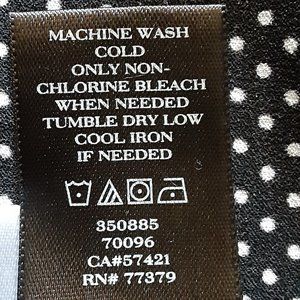 MACHINE WASH
COLD
ONLY NON-
CHLORINE BLEACH
WHEN NEEDED
TUMBLE DRY LOW
COOL IRON
IF NEEDED
350885
70096
CA#57421
RN# 77379